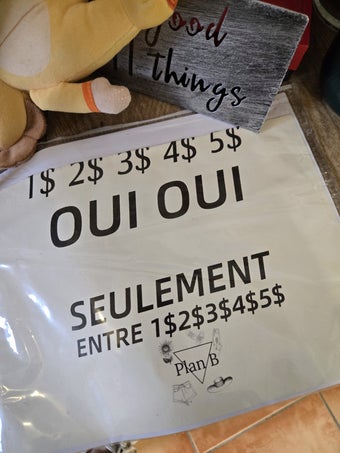 good
things
1$ 2$ 3$ 4$ 5$
OUI OUI
SEULEMENT
ENTRE 1$2$3$4$5$
Plan B